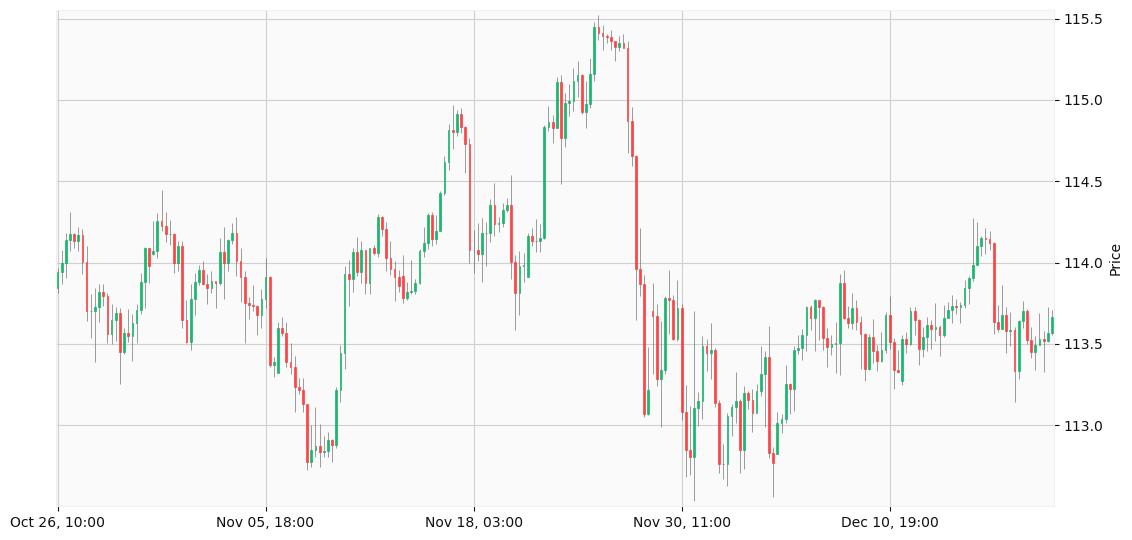 115.5
115.0
114.5
114.0
113.5
113.0
Price
Oct 26, 10:00
Nov 05, 18:00
Nov 18, 03:00
Nov 30, 11:00
Dec 10, 19:00